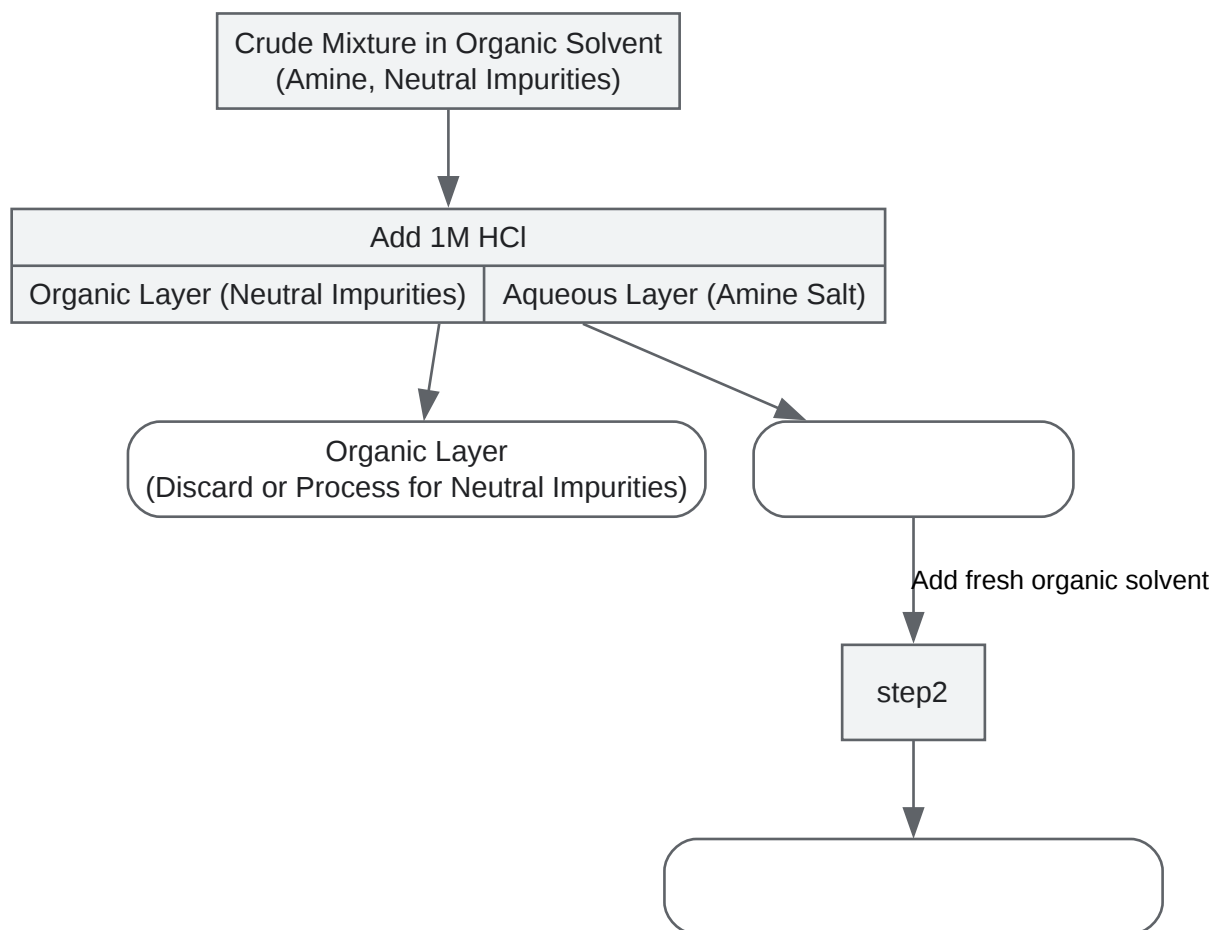 Crude Mixture in Organic Solvent
(Amine, Neutral Impurities)
Add 1M HCl
Organic Layer (Neutral Impurities)
Aqueous Layer (Amine Salt)
Organic Layer
(Discard or Process for Neutral Impurities)
Add fresh organic solvent
step2